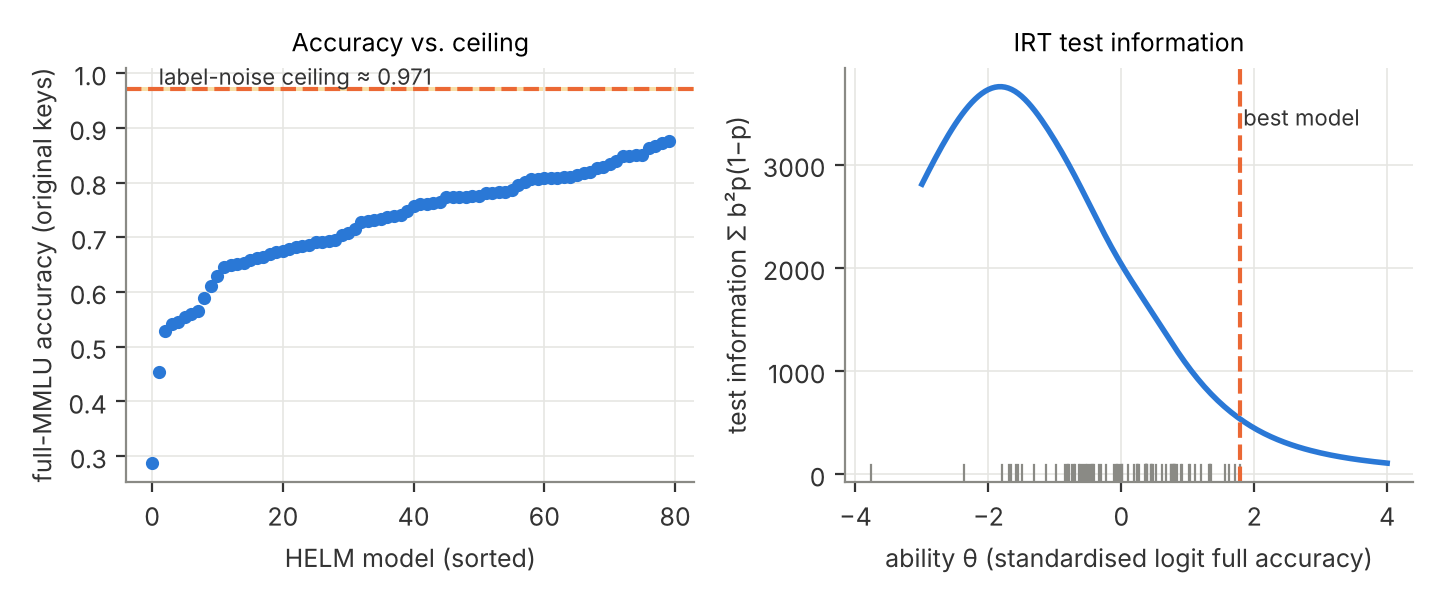 Accuracy vs. ceiling
label-noise ceiling ≈ 0.971
full-MMLU accuracy (original keys)
1.0
0.9
0.8
0.7
0.6
0.5
0.4
0.3
0 20 40 60 80
HELM model (sorted)
IRT test information
best model
test information Σ b²p(1−p)
3000
2000
1000
0
−4 −2 0 2 4
ability θ (standardised logit full accuracy)